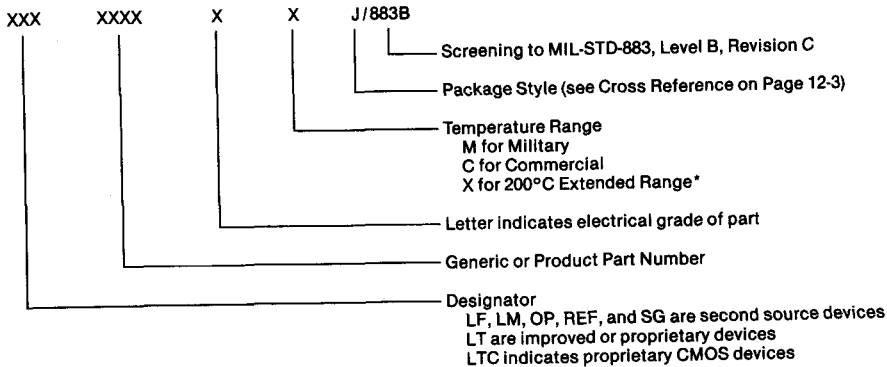 XXX XXXX X X J/883B
Screening to MIL-STD-883, Level B, Revision C
Package Style (see Cross Reference on Page 12-3)
Temperature Range
M for Military
C for Commercial
X for 200°C Extended Range*
Letter indicates electrical grade of part
Generic or Product Part Number
Designator
LF, LM, OP, REF, and SG are second source devices
LT are improved or proprietary devices
LTC indicates proprietary CMOS devices